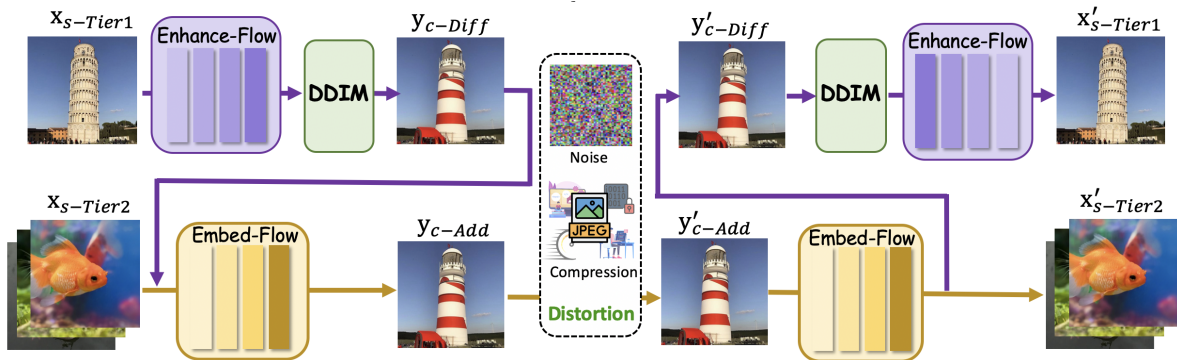 x_{s-Tier1}
Enhance-Flow
DDIM
y_{c-Diff}
y'_{c-Diff}
DDIM
Enhance-Flow
x'_{s-Tier1}
Noise
x_{s-Tier2}
Embed-Flow
y_{c-Add}
0011
JPEG
Compression
Distortion
y'_{c-Add}
Embed-Flow
x'_{s-Tier2}